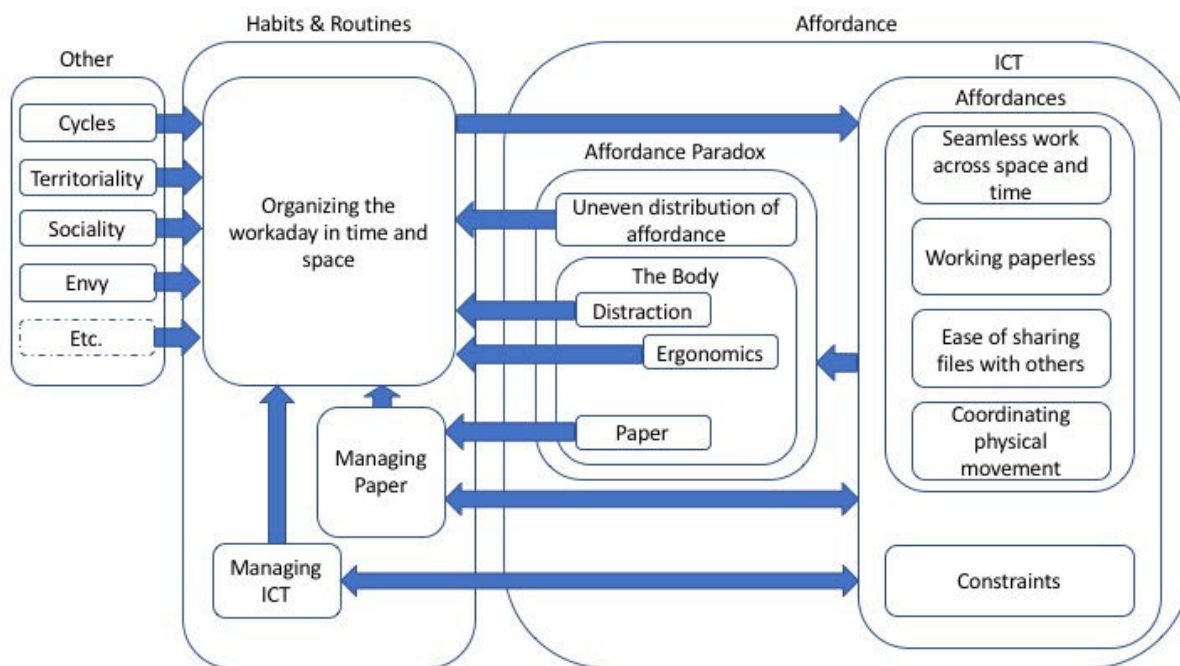 Habits & Routines
Affordance
Other
ICT
Cycles
Affordances
Seamless work
across space and
time
Affordance Paradox
Territoriality
Uneven distribution of
affordance
Organizing the
workaday in time and
space
Sociality
Working paperless
The Body
Envy
Distraction
Etc.
Ergonomics
Ease of sharing
files with others
Paper
Coordinating
physical
movement
Managing
Paper
Managing
ICT
Constraints